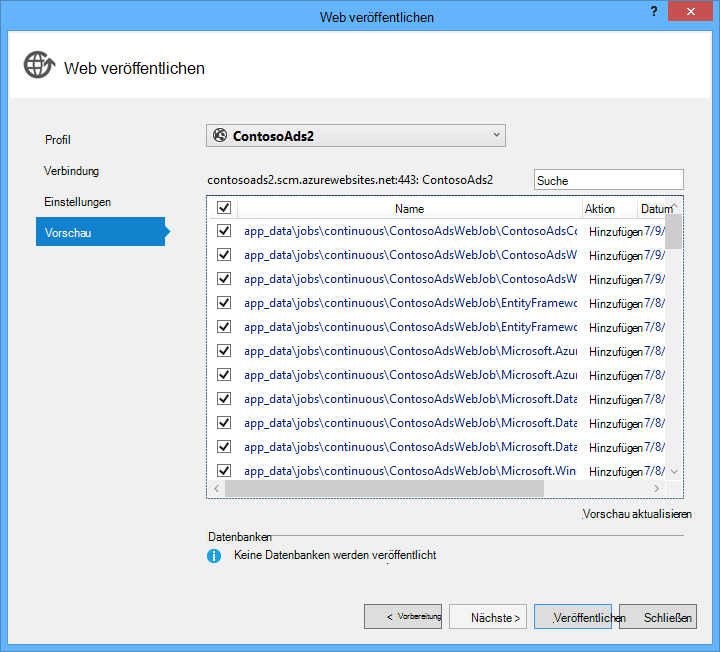 Web veröffentlichen
?
Web veröffentlichen
Profil
Verbindung
Einstellungen
Vorschau
ContosoAds2
contosoads2.scm.azurewebsites.net:443: ContosoAds2
Suche
Name Aktion Datum
app_data\jobs\continuous\ContosoAdsWebJob\ContosoAdsCo Hinzufügen 7/9/
app_data\jobs\continuous\ContosoAdsWebJob\ContosoAdsW Hinzufügen 7/9/
app_data\jobs\continuous\ContosoAdsWebJob\ContosoAdsW Hinzufügen 7/9/
app_data\jobs\continuous\ContosoAdsWebJob\EntityFramewo Hinzufügen 7/8/
app_data\jobs\continuous\ContosoAdsWebJob\EntityFramewo Hinzufügen 7/8/
app_data\jobs\continuous\ContosoAdsWebJob\Microsoft.Azur Hinzufügen 7/8/
app_data\jobs\continuous\ContosoAdsWebJob\Microsoft.Azur Hinzufügen 7/8/
app_data\jobs\continuous\ContosoAdsWebJob\Microsoft.Data Hinzufügen 7/8/
app_data\jobs\continuous\ContosoAdsWebJob\Microsoft.Data Hinzufügen 7/8/
app_data\jobs\continuous\ContosoAdsWebJob\Microsoft.Data Hinzufügen 7/8/
app_data\jobs\continuous\ContosoAdsWebJob\Microsoft.Win Hinzufügen 7/8/
Vorschau aktualisieren
Datenbanken
Keine Datenbanken werden veröffentlicht
< Vorbereitung Nächste > Veröffentlichen Schließen